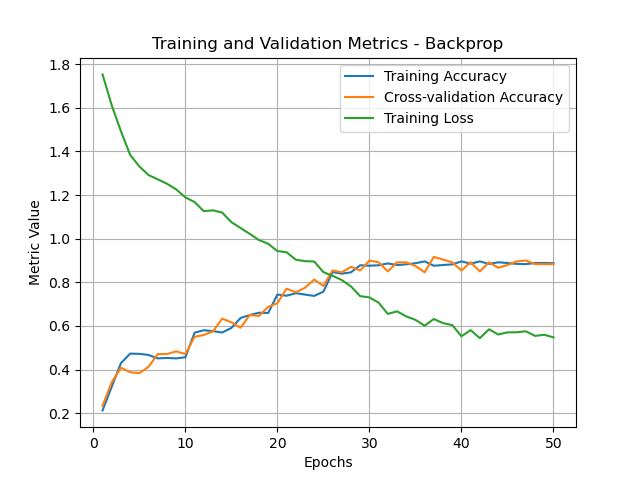 Training and Validation Metrics - Backprop
Training Accuracy
Cross-validation Accuracy
Training Loss
Metric Value
1.8
1.6
1.4
1.2
1.0
0.8
0.6
0.4
0.2
0 10 20 30 40 50
Epochs